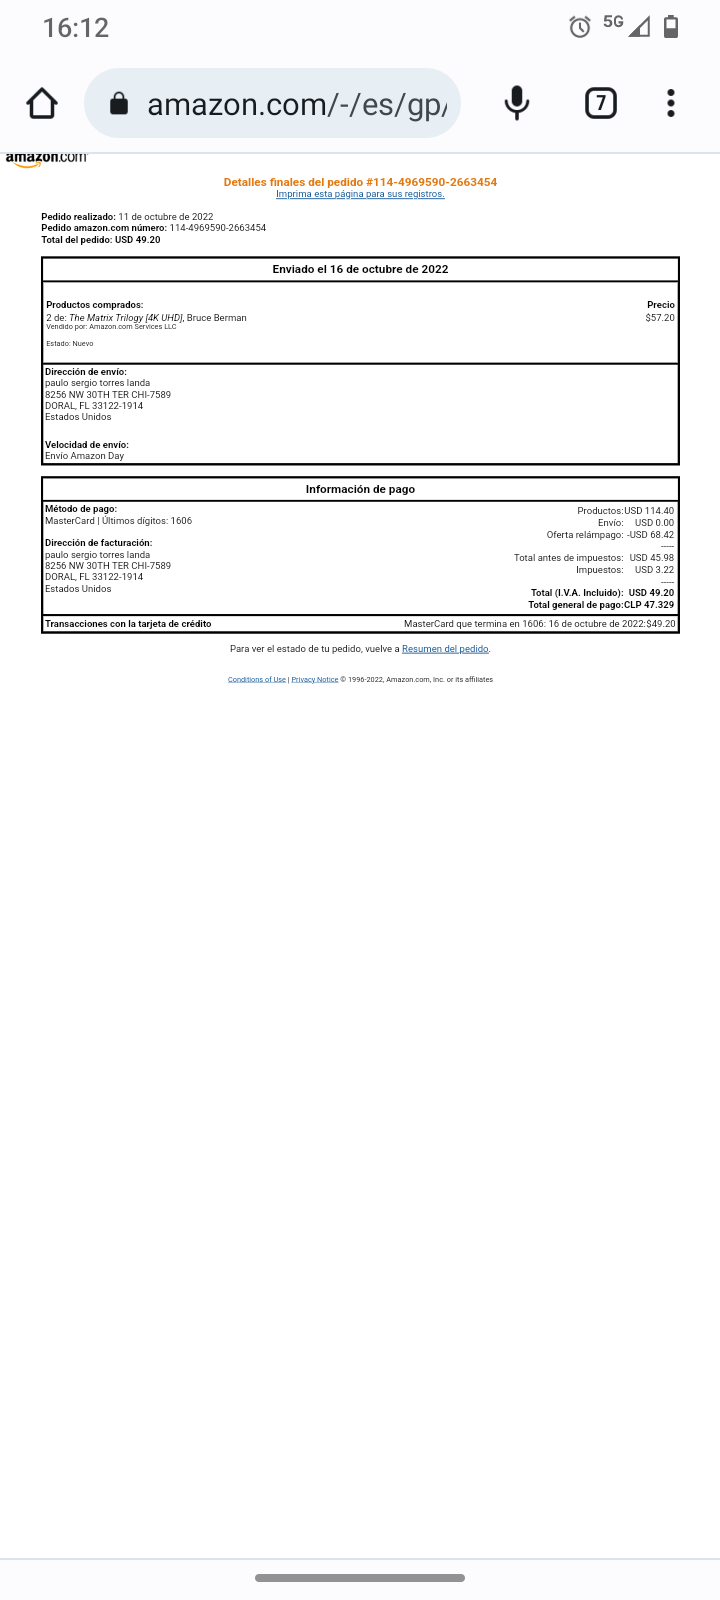 16:12
5G
amazon.com/-/es/gp/
7
amazon.com
Detalles finales del pedido #114-4969590-2663454
Imprima esta página para sus registros.
Pedido realizado: 11 de octubre de 2022
Pedido amazon.com número: 114-4969590-2663454
Total del pedido: USD 49.20
Enviado el 16 de octubre de 2022
Productos comprados: Precio
2 de: The Matrix Trilogy [4K UHD], Bruce Berman $57.20
Vendido por: Amazon.com Services LLC
Estado: Nuevo
Dirección de envío:
paulo sergio torres landa
8256 NW 30TH TER CHI-7589
DORAL, FL 33122-1914
Estados Unidos
Velocidad de envío:
Envío Amazon Day
Información de pago
Método de pago:
MasterCard | Últimos dígitos: 1606
Dirección de facturación:
paulo sergio torres landa
8256 NW 30TH TER CHI-7589
DORAL, FL 33122-1914
Estados Unidos
Productos: USD 114.40
Envío: USD 0.00
Oferta relámpago: -USD 68.42
-----
Total antes de impuestos: USD 45.98
Impuestos: USD 3.22
-----
Total (I.V.A. Incluido): USD 49.20
Total general de pago: CLP 47.329
Transacciones con la tarjeta de crédito MasterCard que termina en 1606: 16 de octubre de 2022: $49.20
Para ver el estado de tu pedido, vuelve a Resumen del pedido.
Conditions of Use | Privacy Notice © 1996-2022, Amazon.com, Inc. or its affiliates